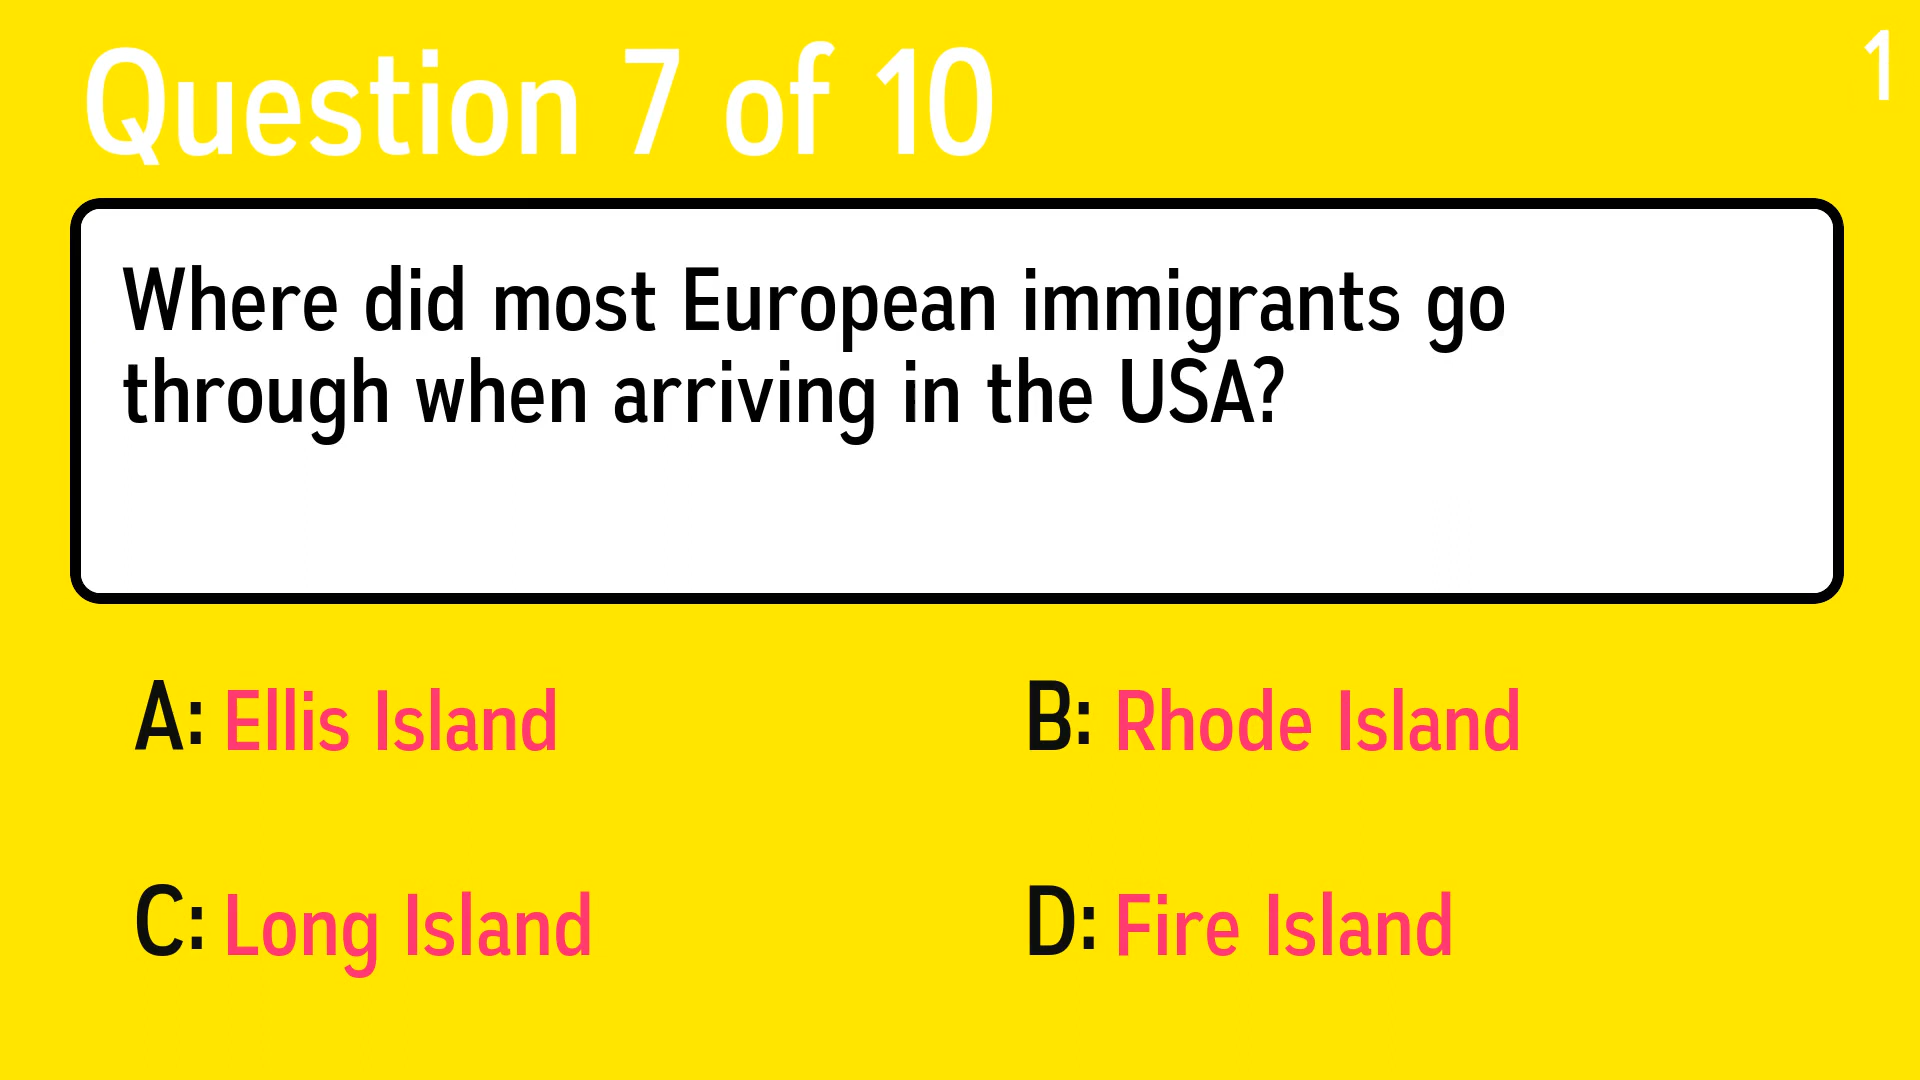 Question 7 of 10
1
Where did most European immigrants go
through when arriving in the USA?
A: Ellis Island
B: Rhode Island
C: Long Island
D: Fire Island